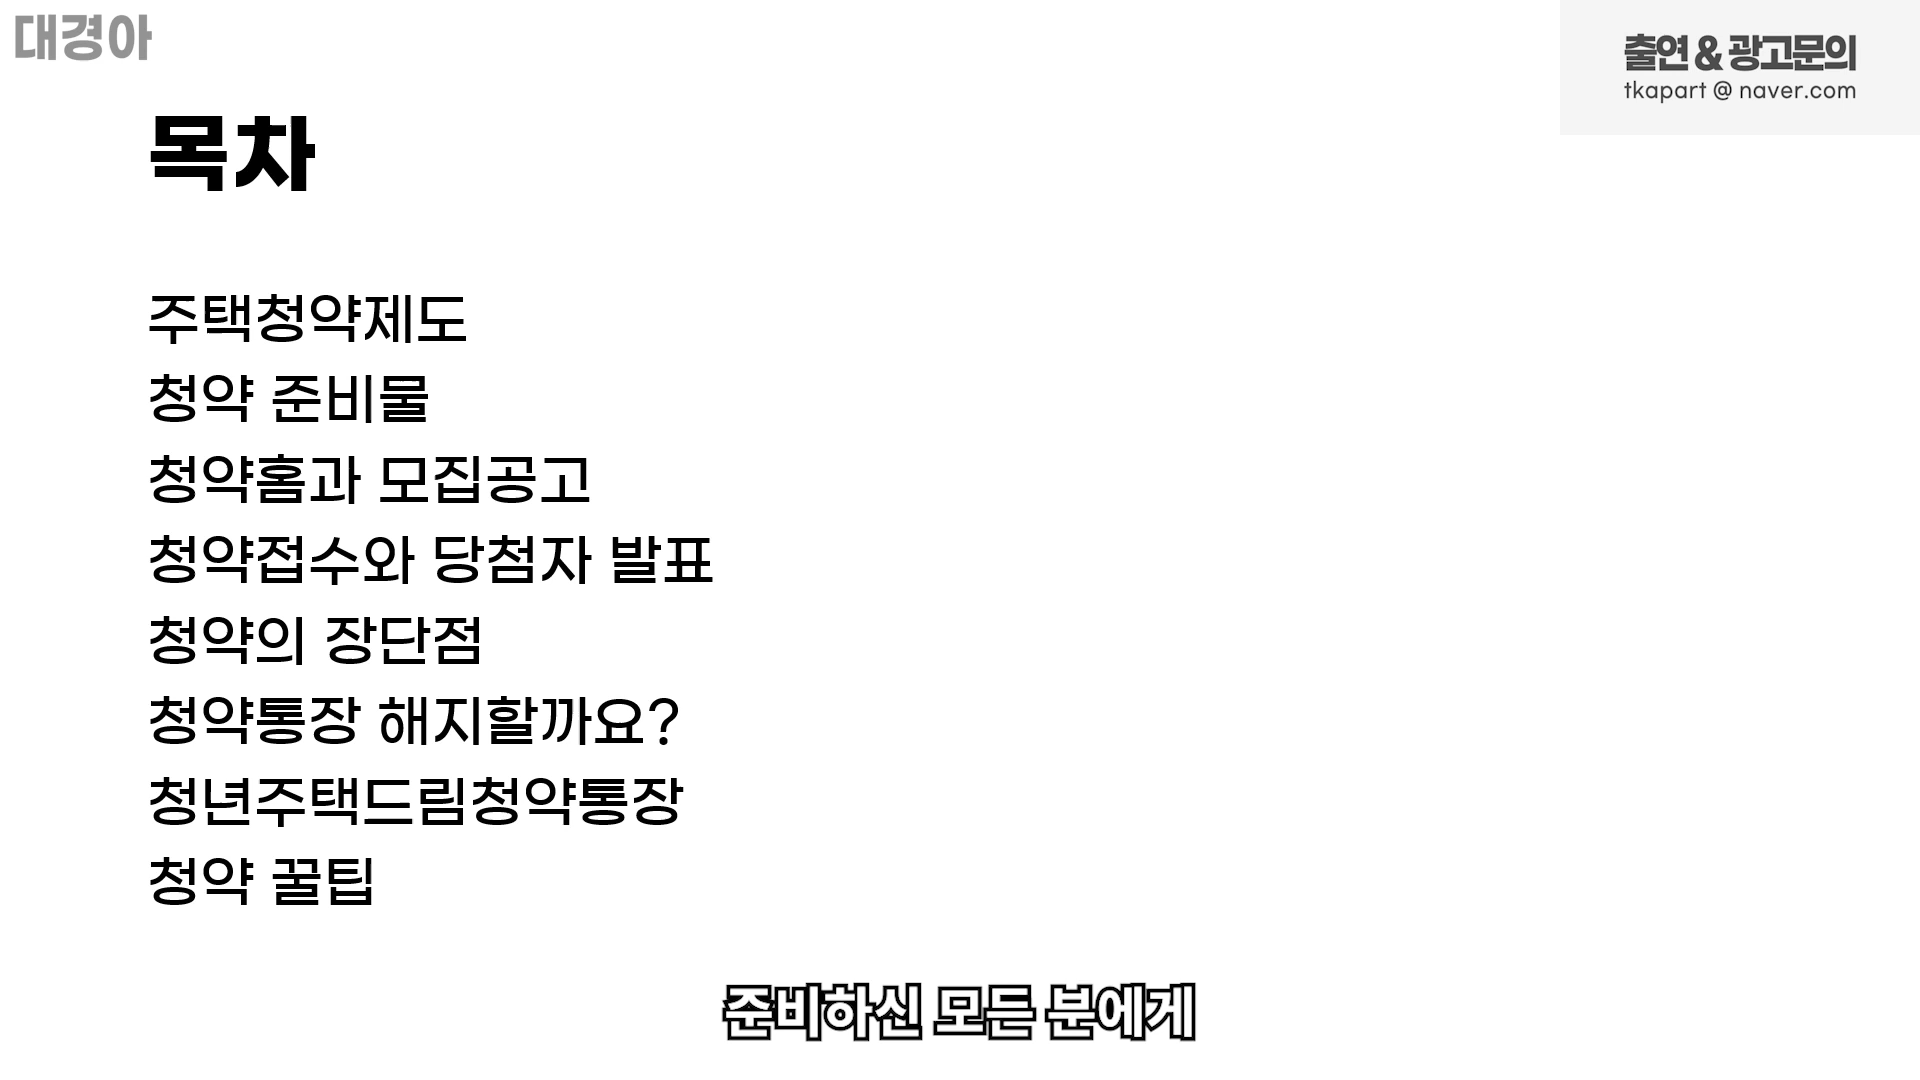 대경아
출연 & 광고문의
tkapart @ naver.com
목차
주택청약제도
청약 준비물
청약홈과 모집공고
청약접수와 당첨자 발표
청약의 장단점
청약통장 해지할까요?
청년주택드림청약통장
청약 꿀팁
준비하신 모든 분에게